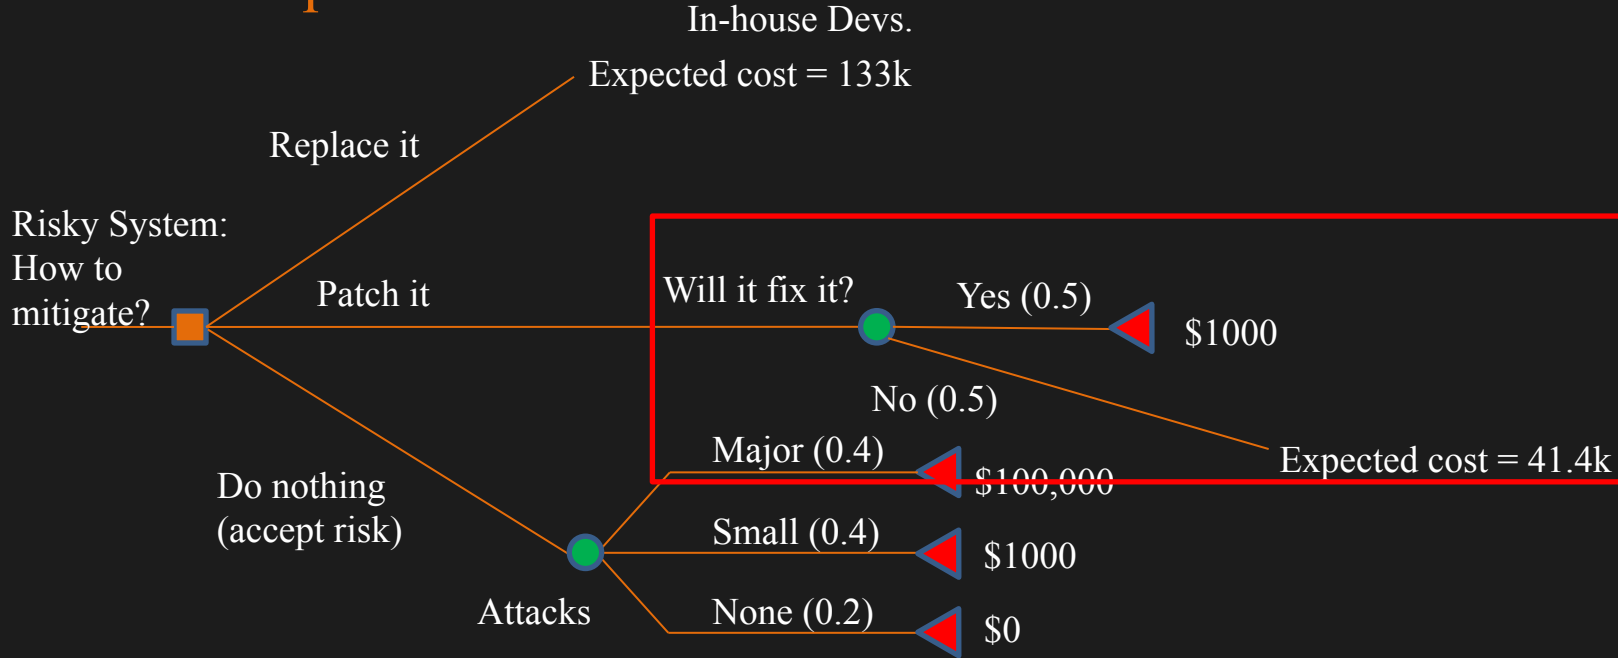 In-house Devs.
Expected cost = 133k
Replace it
Risky System:
How to
mitigate?
Patch it
Will it fix it?
Yes (0.5)
$1000
No (0.5)
Expected cost = 41.4k
Do nothing
(accept risk)
Major (0.4)
$100,000
Small (0.4)
$1000
Attacks
None (0.2)
$0